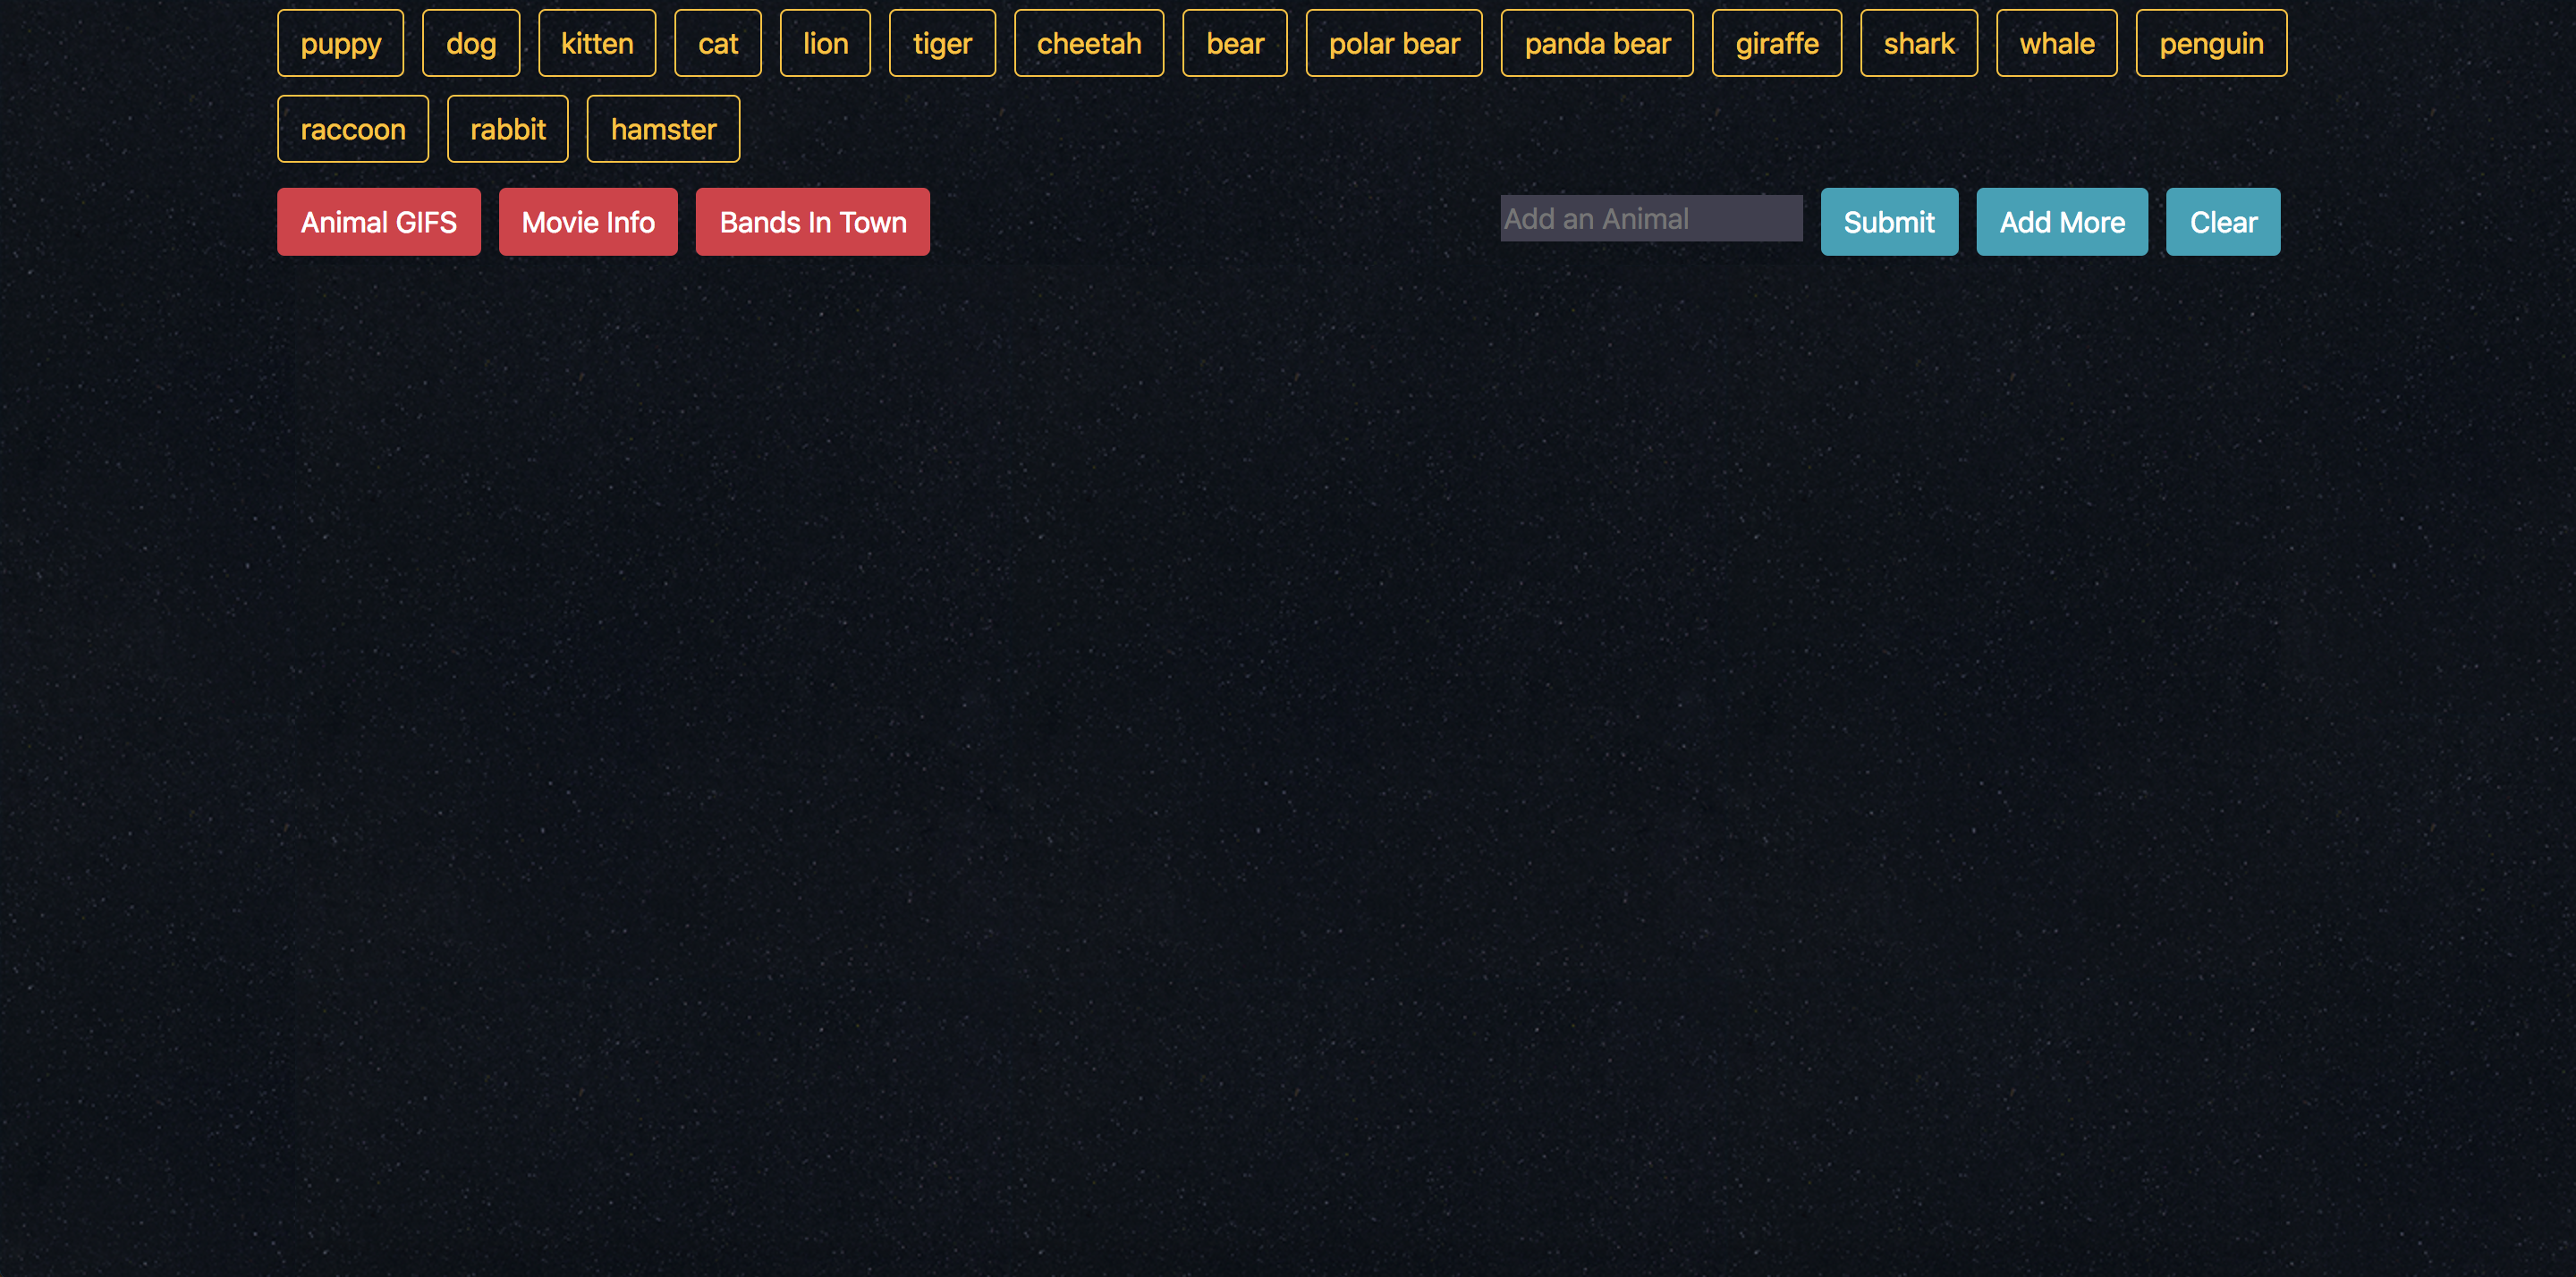 puppy dog kitten cat lion tiger cheetah bear polar bear panda bear giraffe shark whale penguin
raccoon rabbit hamster
Animal GIFS Movie Info Bands In Town Add an Animal Submit Add More Clear